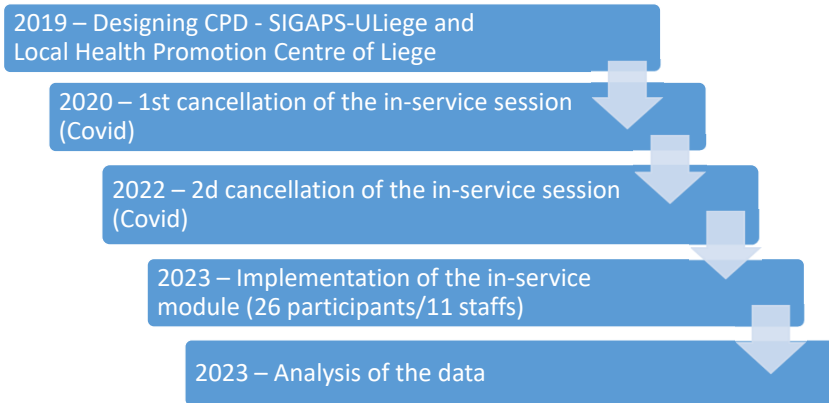 2019 – Designing CPD - SIGAPS-ULiege and
Local Health Promotion Centre of Liege
2020 – 1st cancellation of the in-service session
(Covid)
2022 – 2d cancellation of the in-service session
(Covid)
2023 – Implementation of the in-service
module (26 participants/11 staffs)
2023 – Analysis of the data